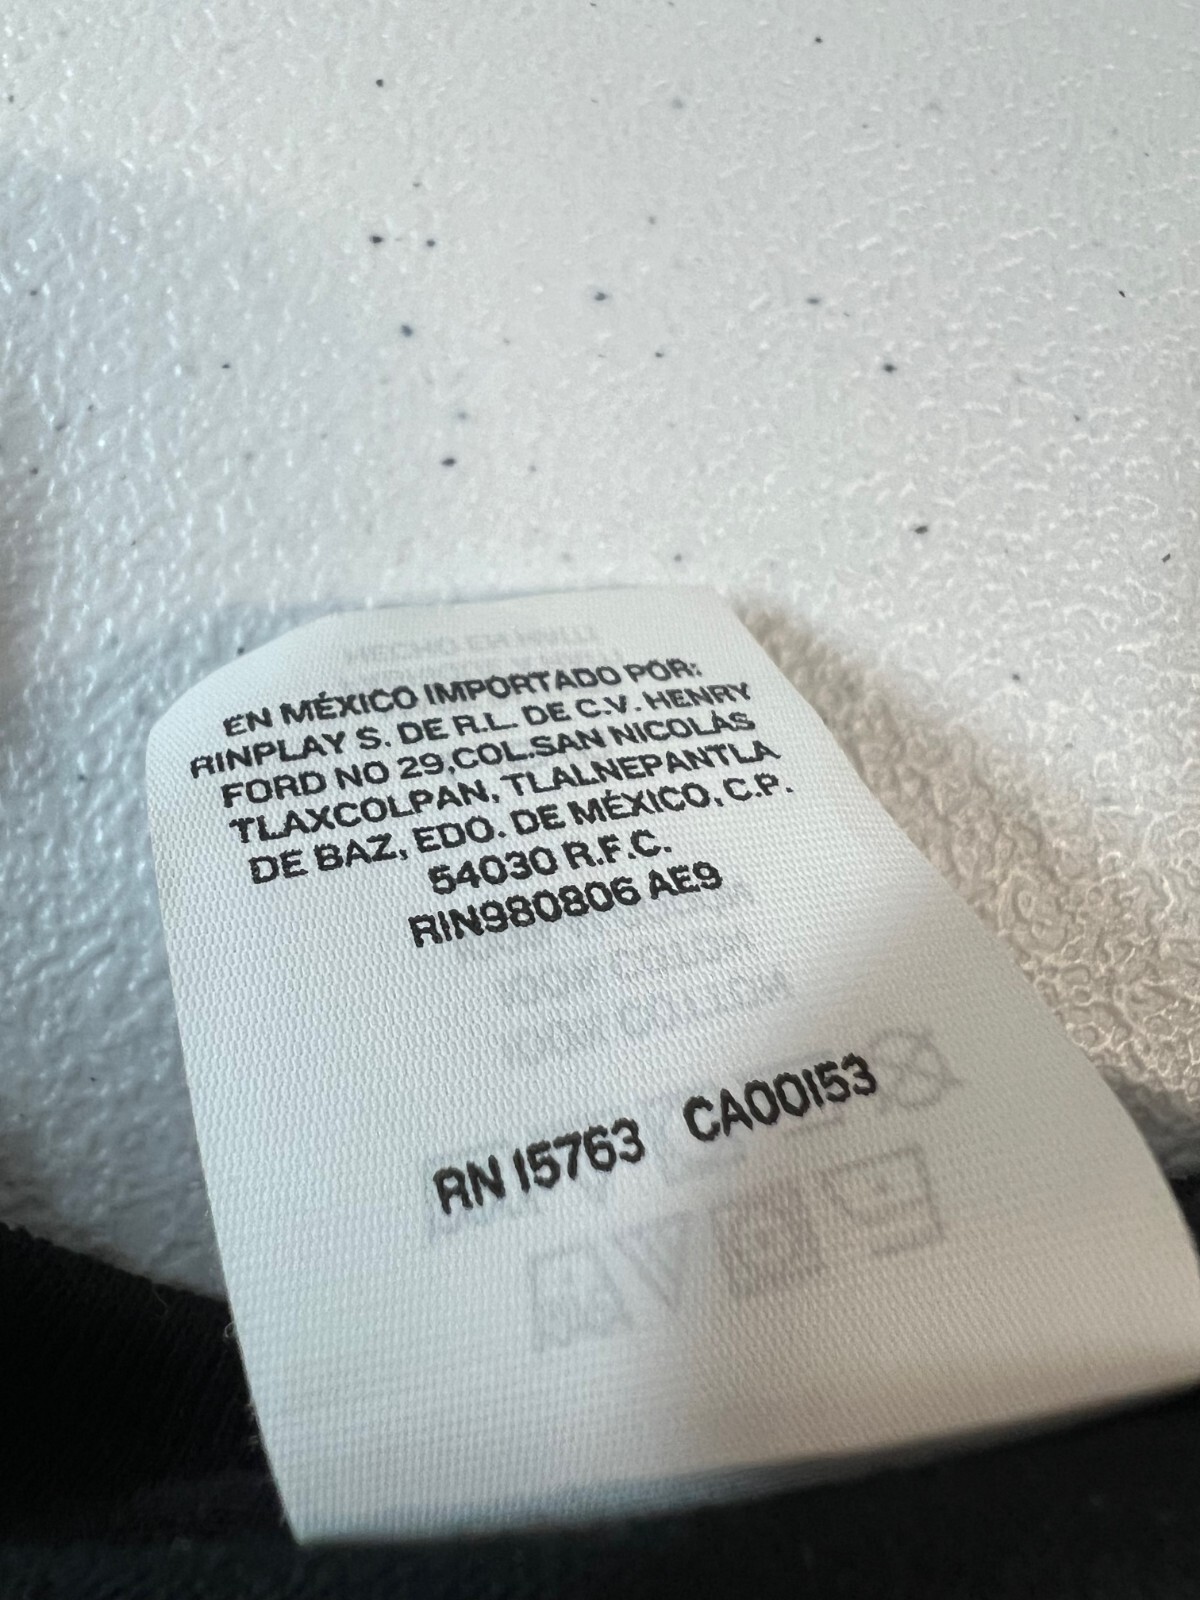 EN MÉXICO IMPORTADO POR:
RINPLAY S. DE R.L. DE C.V. HENRY
FORD NO 29,COL.SAN NICOLÁS
TLAXCOLPAN, TLALNEPANTLA
DE BAZ, EDO. DE MÉXICO, C.P.
54030 R.F.C.
RIN980806 AE9
RN 15763 CA00153